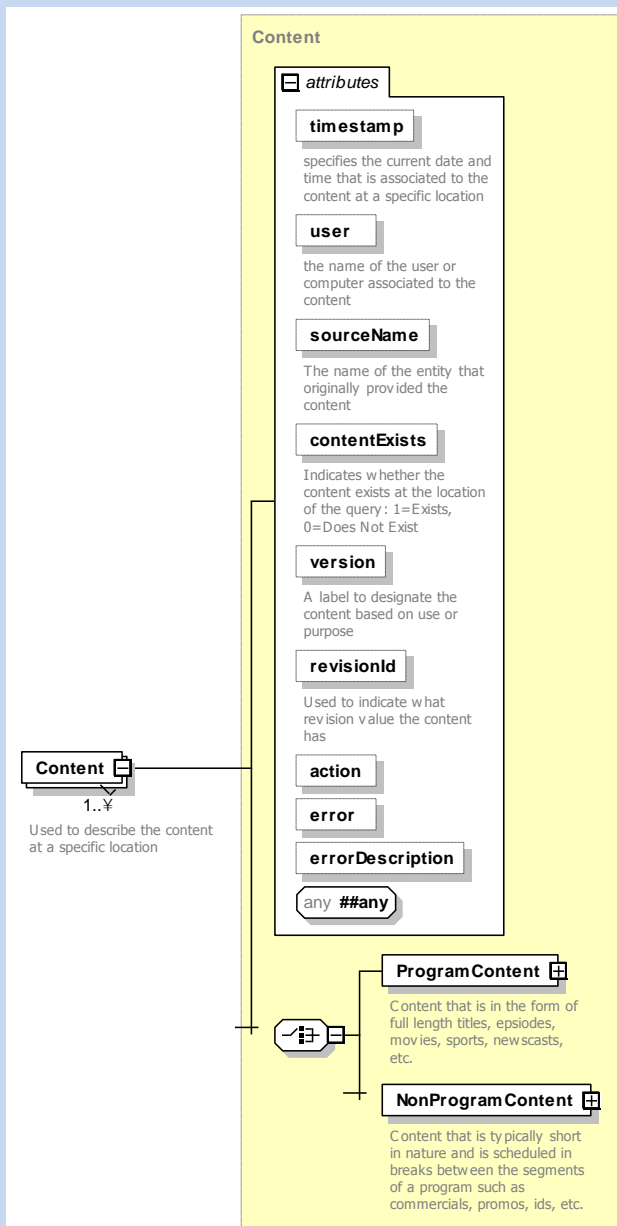 Content
attributes
timestamp
specifies the current date and
time that is associated to the
content at a specific location
user
the name of the user or
computer associated to the
content
sourceName
The name of the entity that
originally provided the
content
contentExists
Indicates whether the
content exists at the location
of the query: 1=Exists,
0=Does Not Exist
version
A label to designate the
content based on use or
purpose
revisionId
Used to indicate what
revision value the content
has
Content
1..¥
Used to describe the content
at a specific location
action
error
errorDescription
any ##any
ProgramContent
Content that is in the form of
full length titles, epsiodes,
movies, sports, newscasts,
etc.
NonProgramContent
Content that is typically short
in nature and is scheduled in
breaks between the segments
of a program such as
commercials, promos, ids, etc.